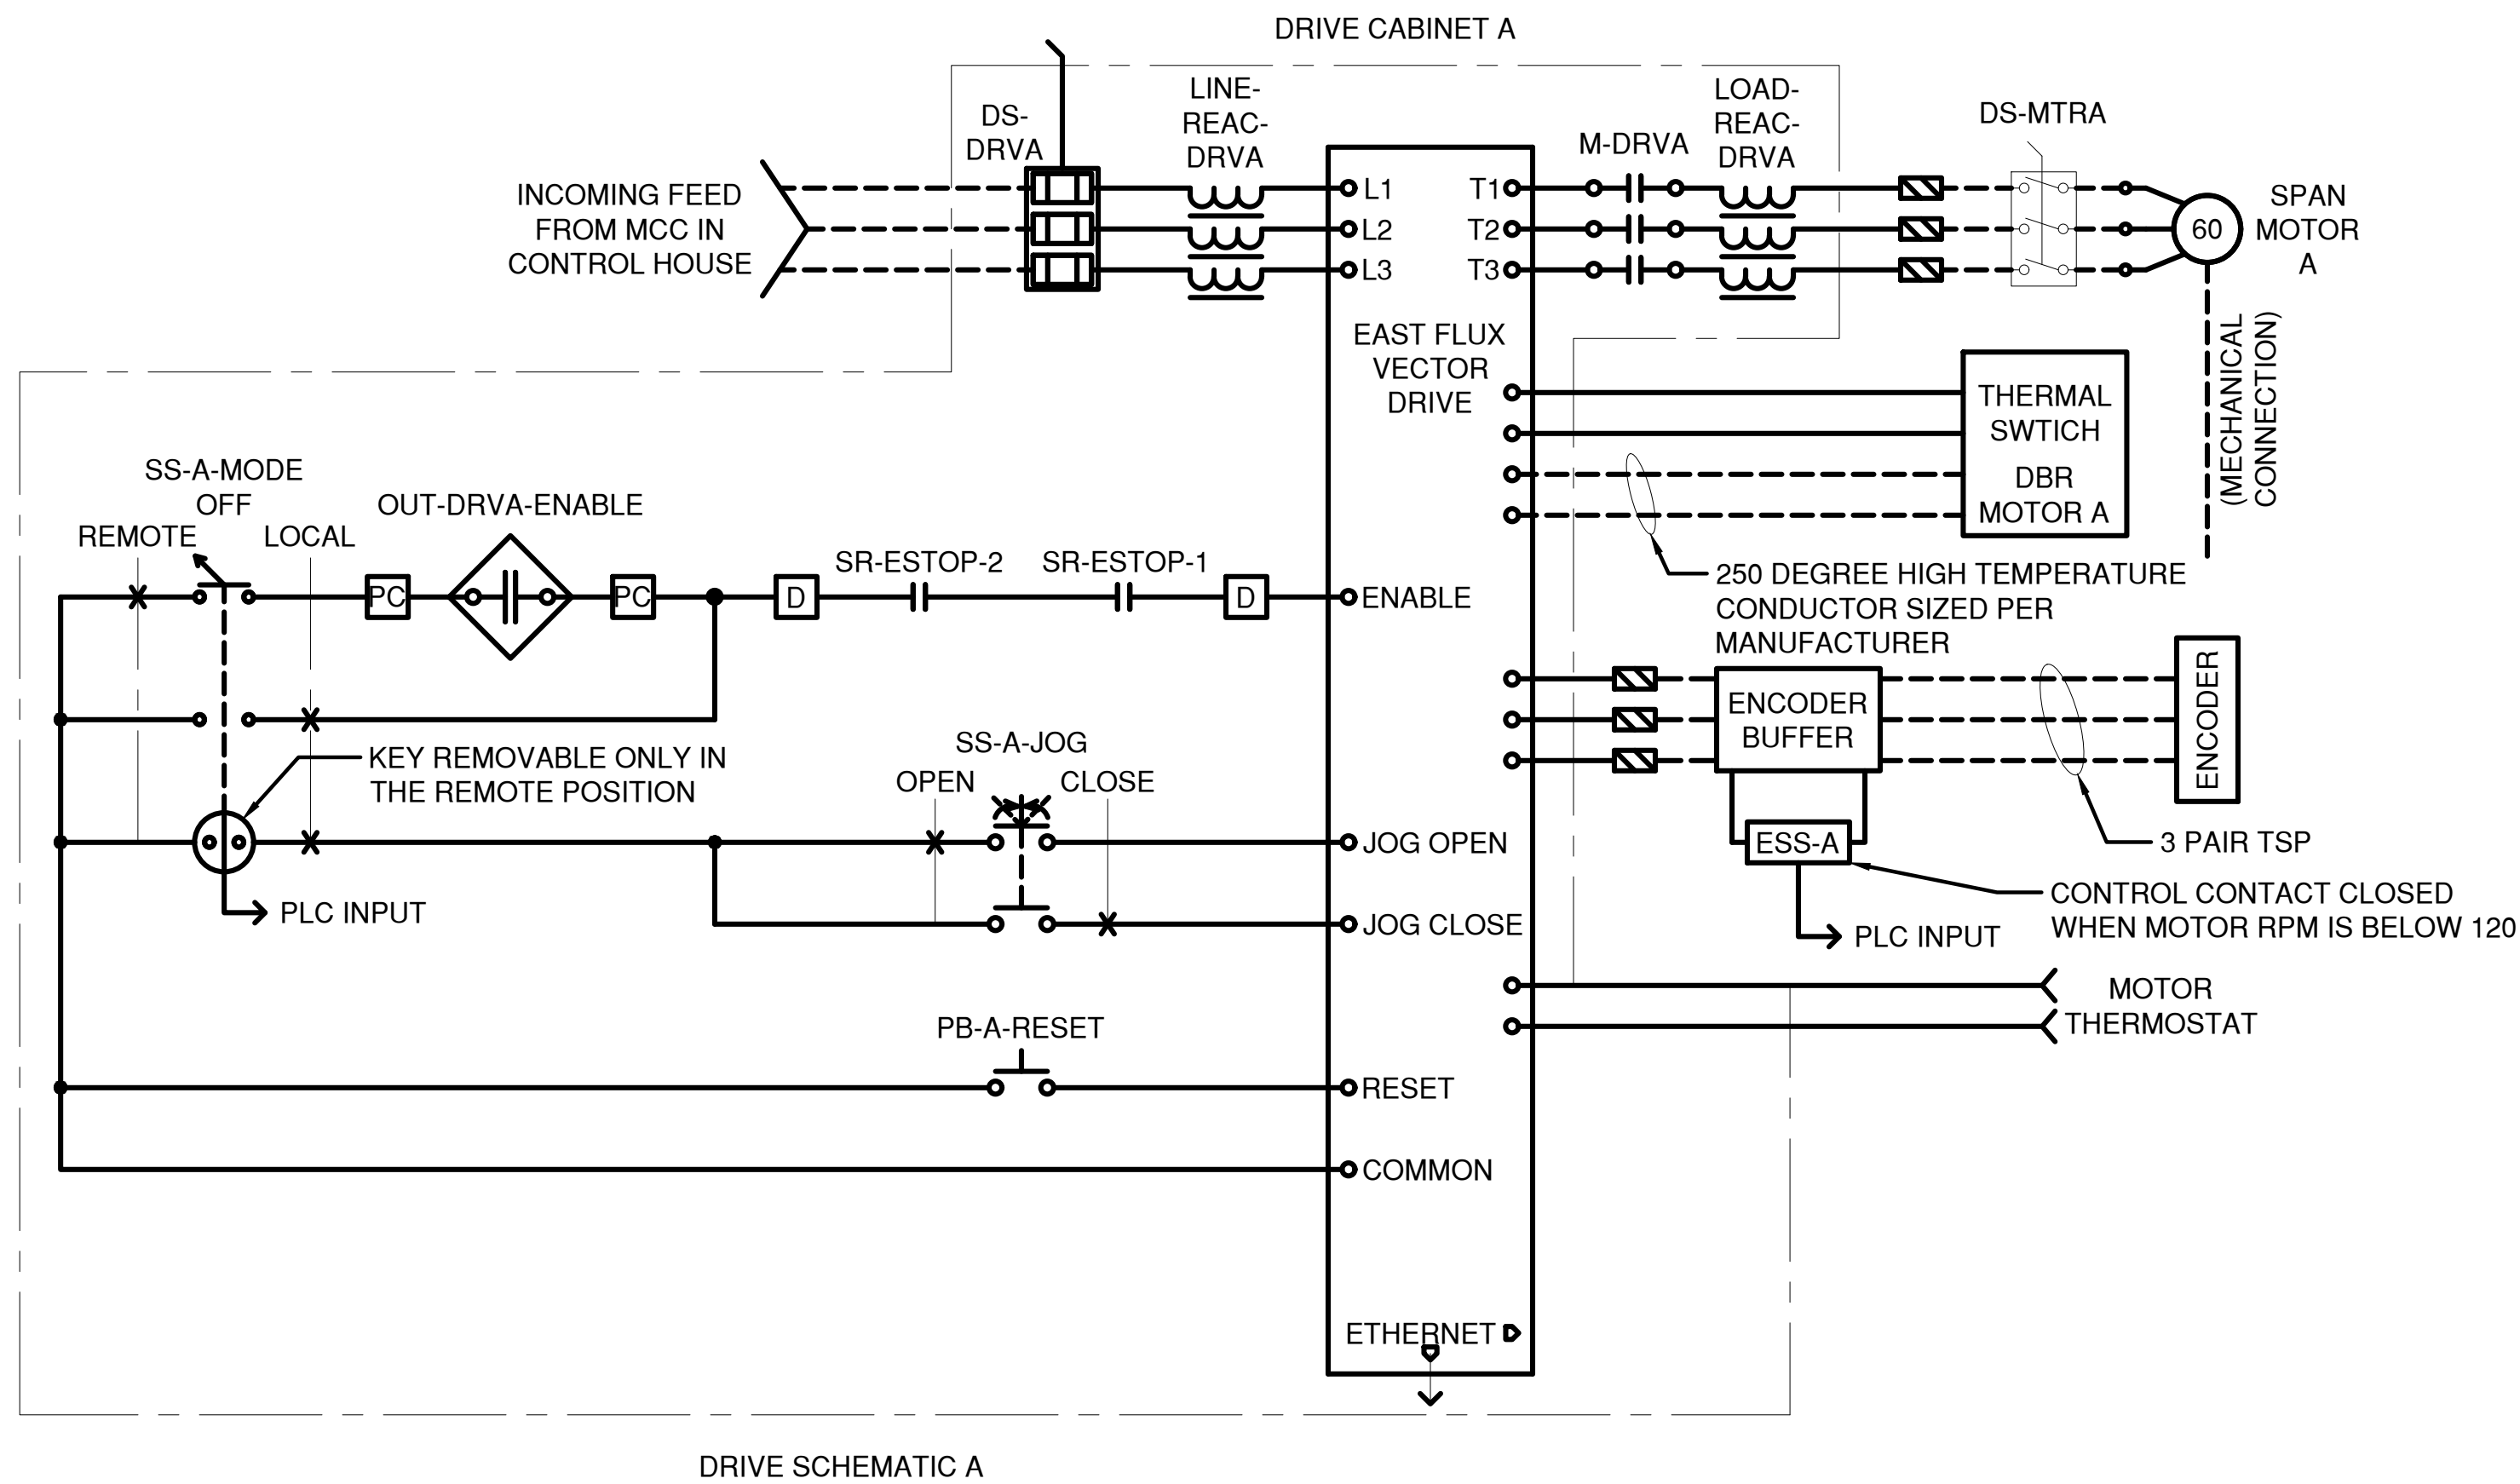 DRIVE CABINET A
DS-
DRVA
LINE-
REAC-
DRVA
M-DRVA
LOAD-
REAC-
DRVA
DS-MTRA
INCOMING FEED
FROM MCC IN
CONTROL HOUSE
L1
L2
L3
T1
T2
T3
60
SPAN
MOTOR
A
(MECHANICAL
CONNECTION)
EAST FLUX
VECTOR
DRIVE
THERMAL
SWTICH
DBR
MOTOR A
SS-A-MODE
OFF
REMOTE
LOCAL
OUT-DRVA-ENABLE
PC
PC
D
SR-ESTOP-2
SR-ESTOP-1
D
ENABLE
250 DEGREE HIGH TEMPERATURE
CONDUCTOR SIZED PER
MANUFACTURER
ENCODER
BUFFER
ENCODER
KEY REMOVABLE ONLY IN
THE REMOTE POSITION
SS-A-JOG
OPEN
CLOSE
JOG OPEN
JOG CLOSE
ESS-A
3 PAIR TSP
CONTROL CONTACT CLOSED
WHEN MOTOR RPM IS BELOW 120
PLC INPUT
PLC INPUT
MOTOR
THERMOSTAT
PB-A-RESET
RESET
COMMON
ETHERNET
DRIVE SCHEMATIC A